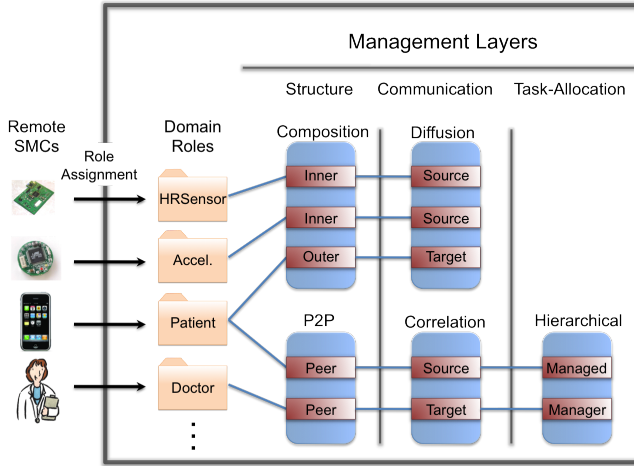 Management Layers
Structure Communication Task-Allocation
Remote
SMCs
Role
Assignment
Domain
Roles
Composition Diffusion
HRSensor Inner Source
Accel. Inner Source
Outer Target
Patient P2P Correlation Hierarchical
Peer Source Managed
Doctor Peer Target Manager